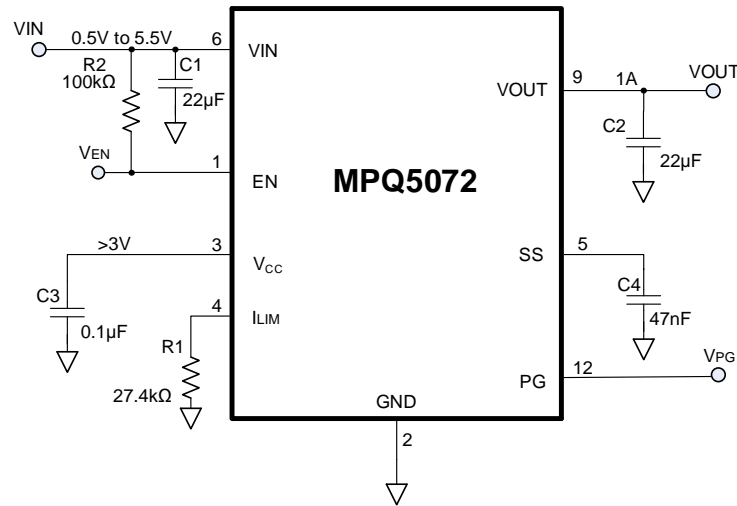 VIN
0.5V to 5.5V
6
VIN
R2
100kΩ
C1
22µF
VOUT
9
1A
VOUT
C2
22µF
VEN
1
EN
MPQ5072
>3V
3
VCC
SS
5
C3
0.1µF
4
ILIM
C4
47nF
R1
27.4kΩ
PG
12
VPG
GND
2